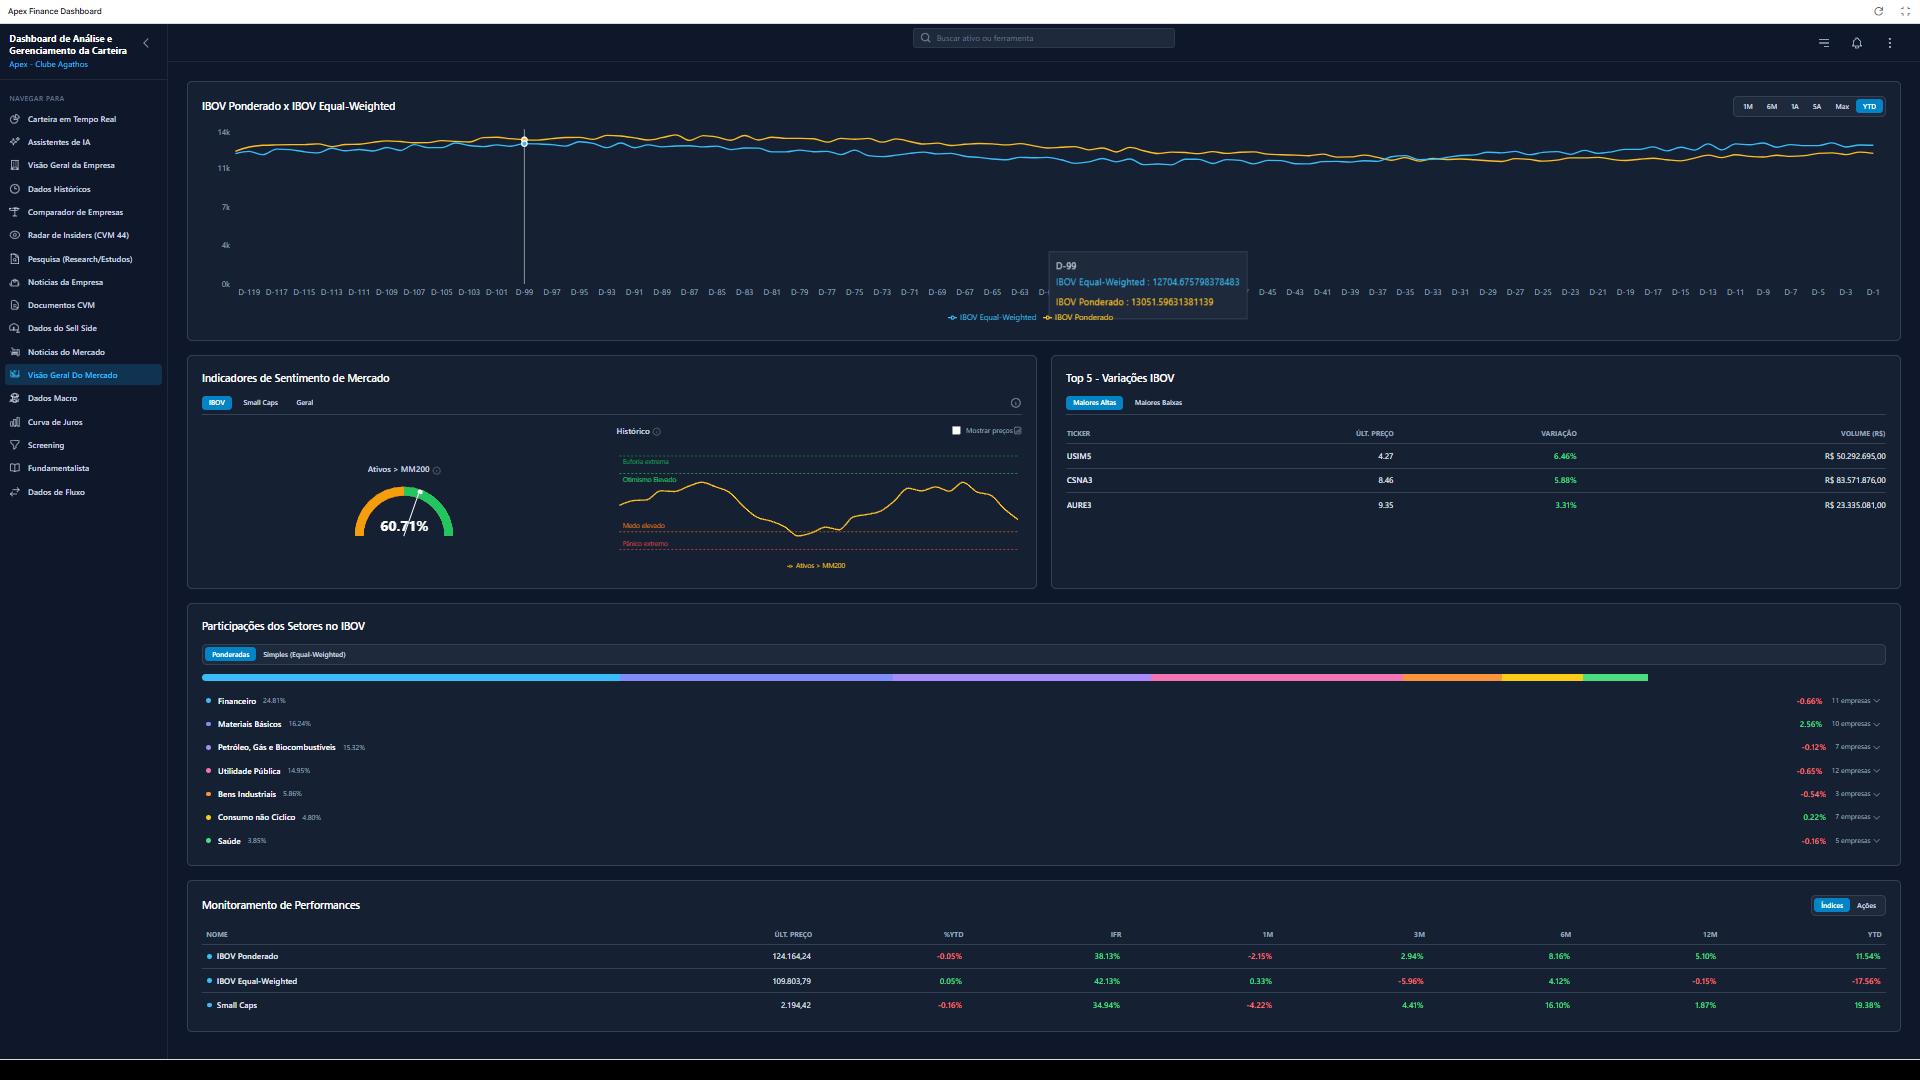 Apex Finance Dashboard
Dashboard de Análise e
Gerenciamento da Carteira
Apex - Clube Agathos
Buscar ativo ou ferramenta
NAVEGAR PARA
Carteira em Tempo Real
Assistentes de IA
Visão Geral da Empresa
Dados Históricos
Comparador de Empresas
Radar de Insiders (CVM 44)
Pesquisa (Research/Estudos)
Notícias da Empresa
Documentos CVM
Dados do Sell Side
Notícias do Mercado
Visão Geral Do Mercado
Dados Macro
Curva de Juros
Screening
Fundamentalista
Dados de Fluxo
IBOV Ponderado x IBOV Equal-Weighted
1M 6M 1A 5A Max YTD
14k
11k
7k
4k
0k
D-119 D-117 D-115 D-113 D-111 D-109 D-107 D-105 D-103 D-101 D-99 D-97 D-95 D-93 D-91 D-89 D-87 D-85 D-83 D-81 D-79 D-77 D-75 D-73 D-71 D-69 D-67 D-65 D-63 D-45 D-43 D-41 D-39 D-37 D-35 D-33 D-31 D-29 D-27 D-25 D-23 D-21 D-19 D-17 D-15 D-13 D-11 D-9 D-7 D-5 D-3 D-1
D-99
IBOV Equal-Weighted : 12704.675798378483
IBOV Ponderado : 13051.59631381139
IBOV Equal-Weighted IBOV Ponderado
Indicadores de Sentimento de Mercado
IBOV Small Caps Geral
Ativos > MM200
60.71%
Histórico
Mostrar preços
Euforia extrema
Otimismo Elevado
Medo elevado
Pânico extremo
Ativos > MM200
Top 5 - Variações IBOV
Maiores Altas Maiores Baixas
TICKER ÚLT. PREÇO VARIAÇÃO VOLUME (R$)
USIM5 4.27 6.46% R$ 50.292.695,00
CSNA3 8.46 5.88% R$ 83.571.876,00
AURE3 9.35 3.31% R$ 23.335.081,00
Participações dos Setores no IBOV
Ponderadas Simples (Equal-Weighted)
Financeiro 24.81% -0.66% 11 empresas
Materiais Básicos 16.24% 2.56% 10 empresas
Petróleo, Gás e Biocombustíveis 15.32% -0.12% 7 empresas
Utilidade Pública 14.95% -0.65% 12 empresas
Bens Industriais 5.86% -0.54% 3 empresas
Consumo não Cíclico 4.80% 0.22% 7 empresas
Saúde 3.85% -0.16% 5 empresas
Monitoramento de Performances
Índices Ações
NOME ÚLT. PREÇO %YTD IFR 1M 3M 6M 12M YTD
IBOV Ponderado 124.164,24 -0.05% 38.13% -2.15% 2.94% 8.16% 5.10% 11.54%
IBOV Equal-Weighted 109.803,79 0.05% 42.13% 0.33% -5.96% 4.12% -0.15% -17.56%
Small Caps 2.194,42 -0.16% 34.94% -4.22% 4.41% 16.10% 1.87% 19.38%